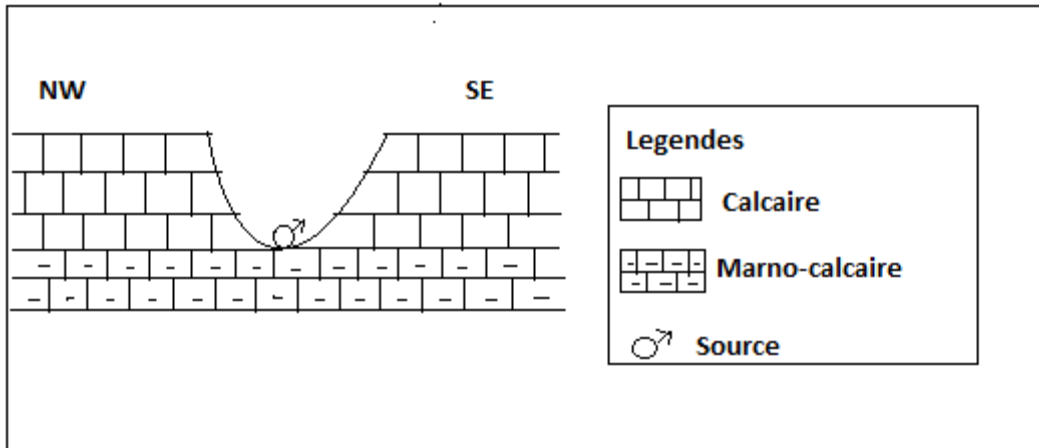 NW
SE
Legendes
Calcaire
Marno-calcaire
Source